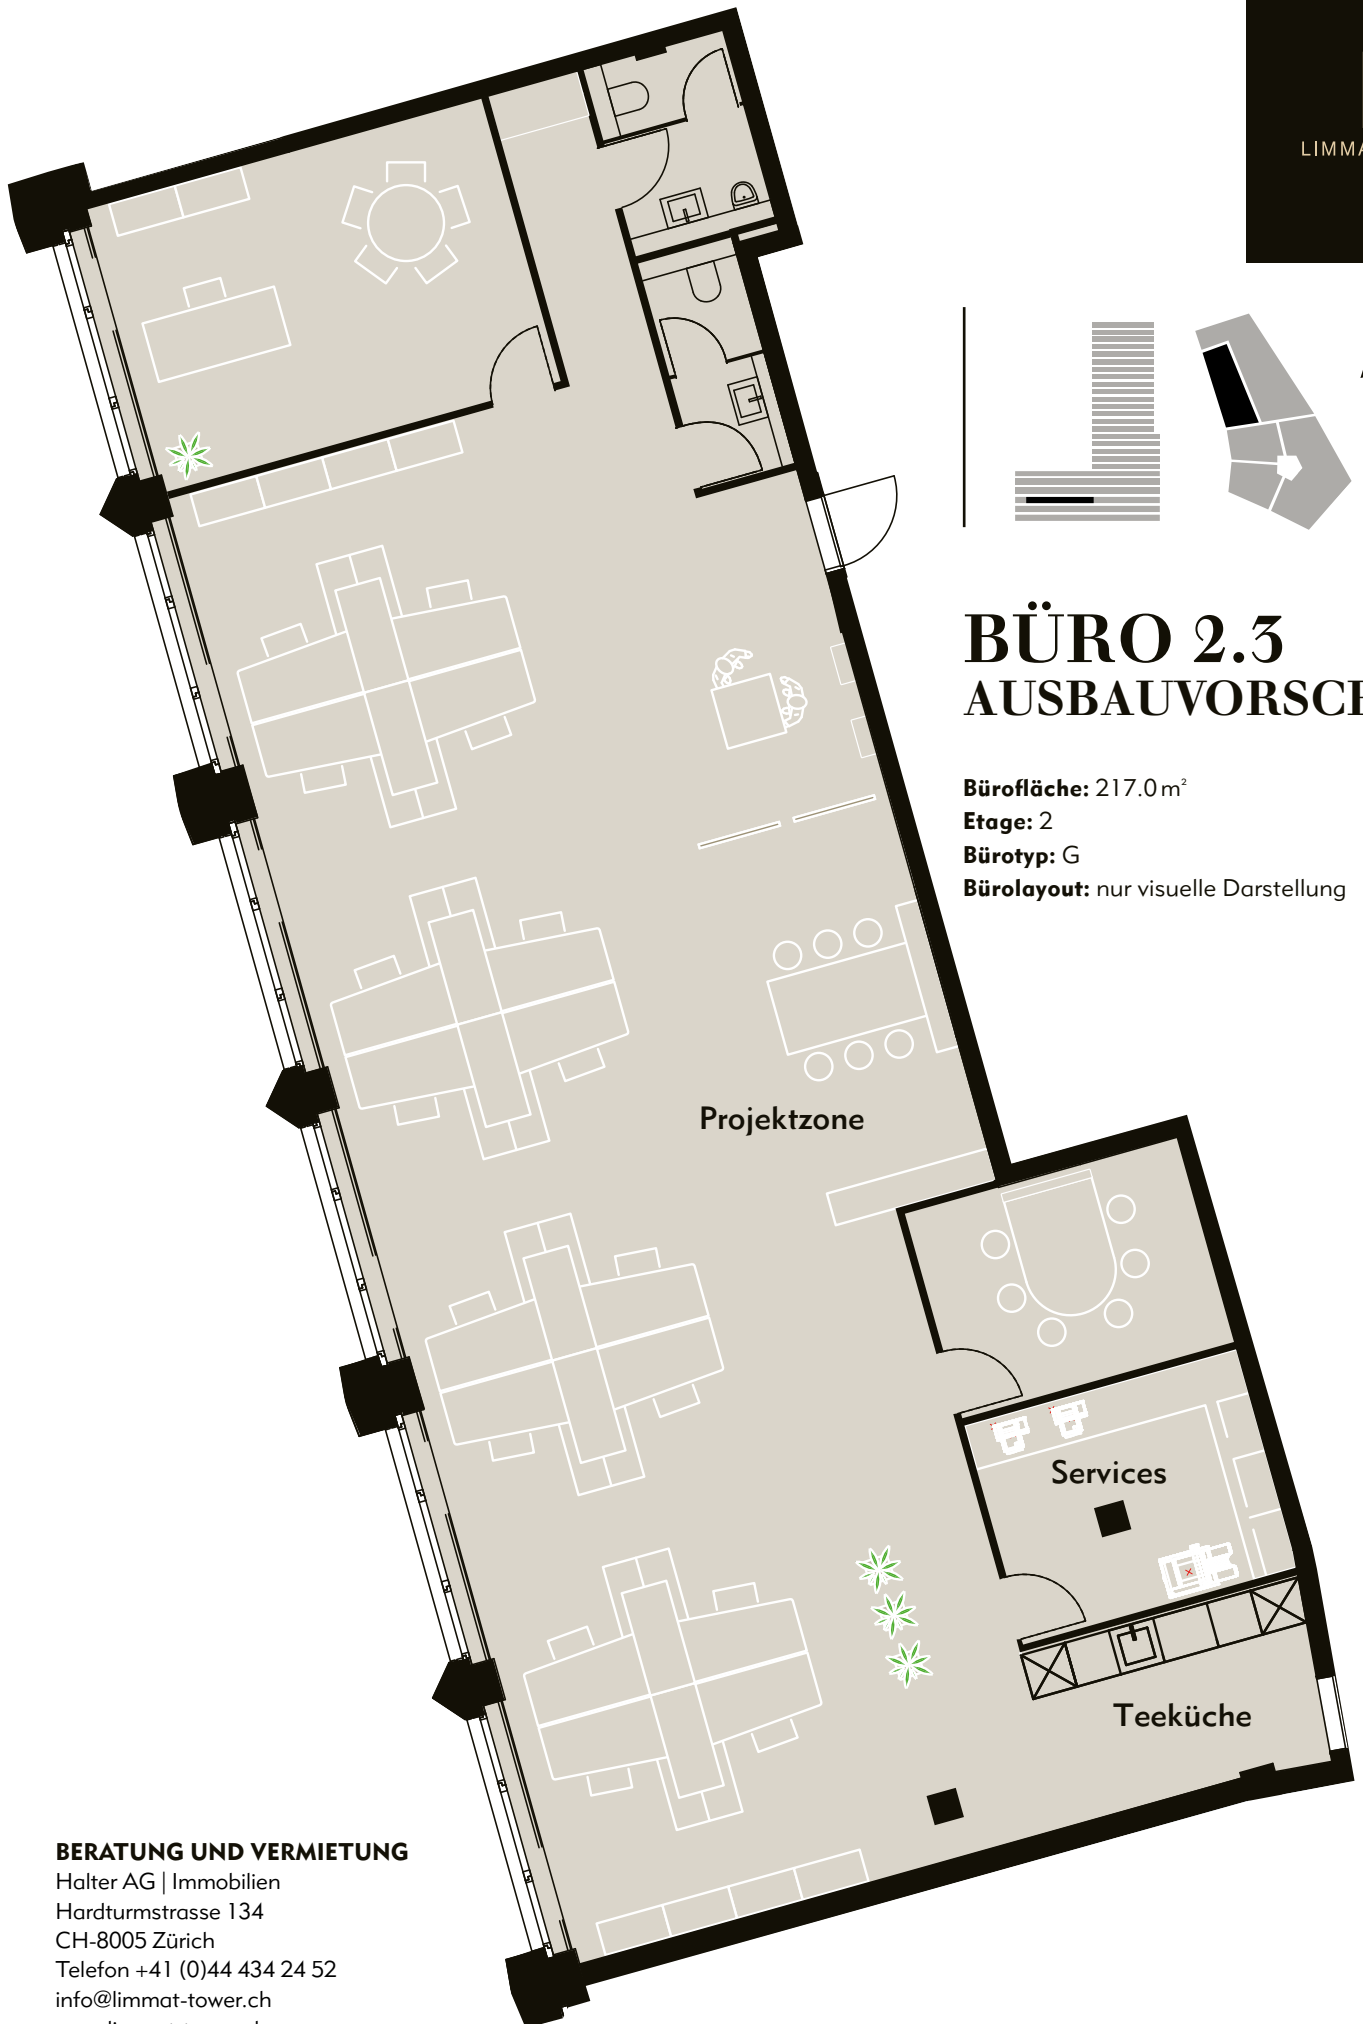 LIMMA
BÜRO 2.3
AUSBAUVORSCH
Bürofläche: 217.0 m²
Etage: 2
Bürotyp: G
Bürolayout: nur visuelle Darstellung
Projektzone
Services
Teeküche
BERATUNG UND VERMIETUNG
Halter AG | Immobilien
Hardturmstrasse 134
CH-8005 Zürich
Telefon +41 (0)44 434 24 52
info@limmat-tower.ch